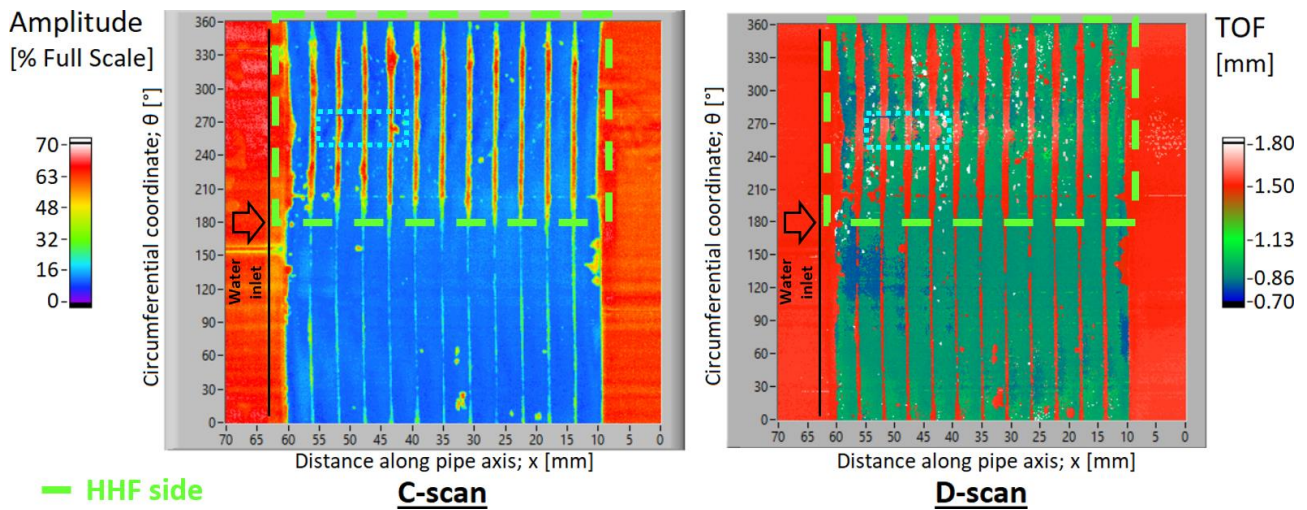 Amplitude
[% Full Scale]
70
63
48
32
16
0
Circumferential coordinate; θ [°]
360
330
300
270
240
210
180
150
120
90
60
30
0
Water
inlet
70 65 60 55 50 45 40 35 30 25 20 15 10 5 0
Distance along pipe axis; x [mm]
C-scan
HHF side
Circumferential coordinate; θ [°]
360
330
300
270
240
210
180
150
120
90
60
30
0
Water
inlet
70 65 60 55 50 45 40 35 30 25 20 15 10 5 0
Distance along pipe axis; x [mm]
D-scan
TOF
[mm]
1.80
1.50
1.13
0.86
0.70